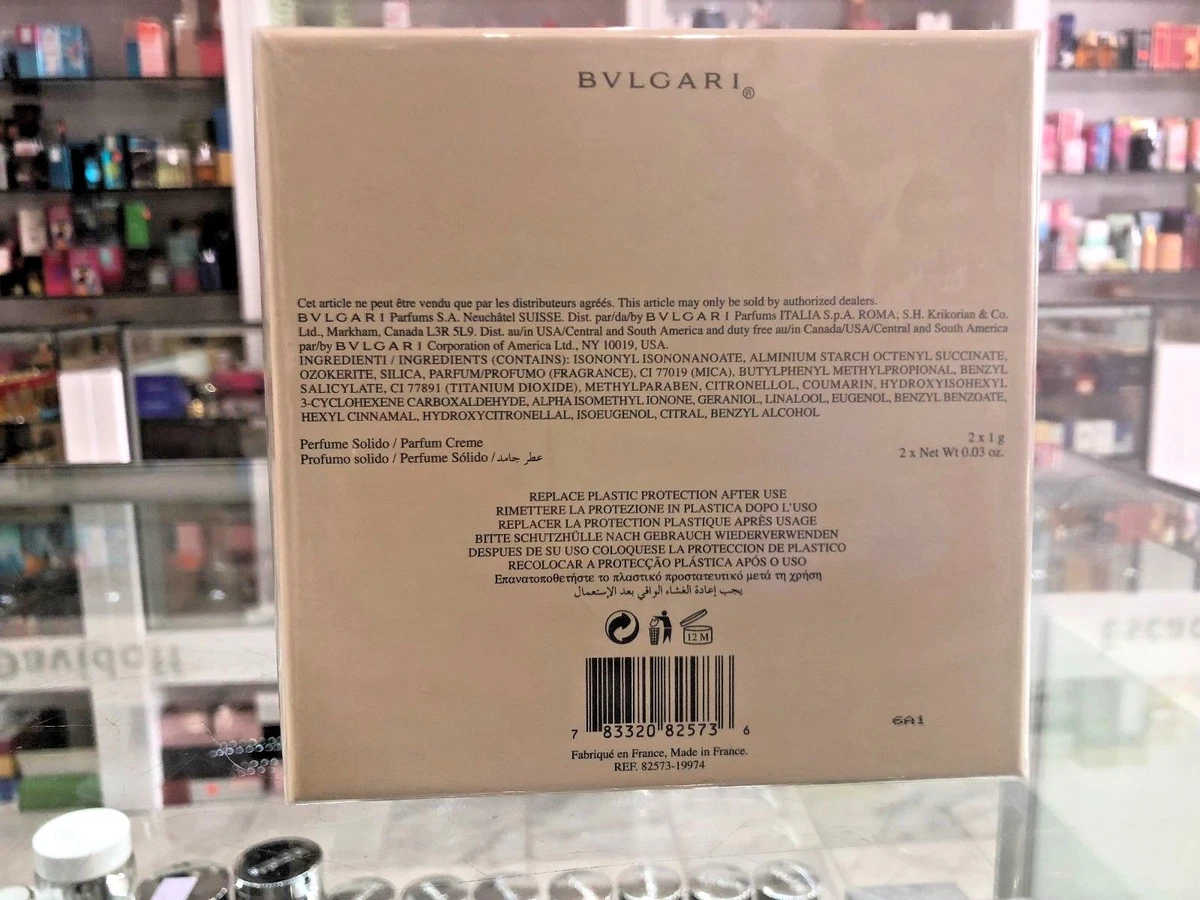 BVLGARI®
Cet article ne peut être vendu que par les distributeurs agréés. This article may only be sold by authorized dealers.
BVLGARI Parfums S.A. Neuchâtel SUISSE. Dist. par/da/by BVLGARI Parfums ITALIA S.p.A. ROMA; S.H. Krikorian & Co.
Ltd., Markham, Canada L3R 5L9. Dist. au/in USA/Central and South America and duty free au/in Canada/USA/Central and South America
par/by BVLGARI Corporation of America Ltd., NY 10019, USA.
INGREDIENTI / INGREDIENTS (CONTAINS): ISONONYL ISONONANOATE, ALMINIUM STARCH OCTENYL SUCCINATE,
OZOKERITE, SILICA, PARFUM/PROFUMO (FRAGRANCE), CI 77019 (MICA), BUTYLPHENYL METHYLPROPIONAL, BENZYL
SALICYLATE, CI 77891 (TITANIUM DIOXIDE), METHYLPARABEN, CITRONELLOL, COUMARIN, HYDROXYISOHEXYL
3-CYCLOHEXENE CARBOXALDEHYDE, ALPHA ISOMETHYL IONONE, GERANIOL, LINALOOL, EUGENOL, BENZYL BENZOATE,
HEXYL CINNAMAL, HYDROXYCITRONELLAL, ISOEUGENOL, CITRAL, BENZYL ALCOHOL
Perfume Solido / Parfum Creme
Profumo solido / Perfume Sólido / عطر جامد
2 x 1 g
2 x Net Wt 0.03 oz.
REPLACE PLASTIC PROTECTION AFTER USE
RIMETTERE LA PROTEZIONE IN PLASTICA DOPO L'USO
REPLACER LA PROTECTION PLASTIQUE APRÈS USAGE
BITTE SCHUTZHÜLLE NACH GEBRAUCH WIEDERVERWENDEN
DESPUES DE SU USO COLOQUESE LA PROTECCION DE PLASTICO
RECOLOCAR A PROTECÇÃO PLÁSTICA APÓS O USO
Επανατοποθετήστε το πλαστικό προστατευτικό μετά τη χρήση
يجب إعادة الغشاء الواقي بعد الإستعمال
12 M
7 83320 82573 6
6A1
Fabriqué en France, Made in France.
REF. 82573-19974
Davidoff
Escad